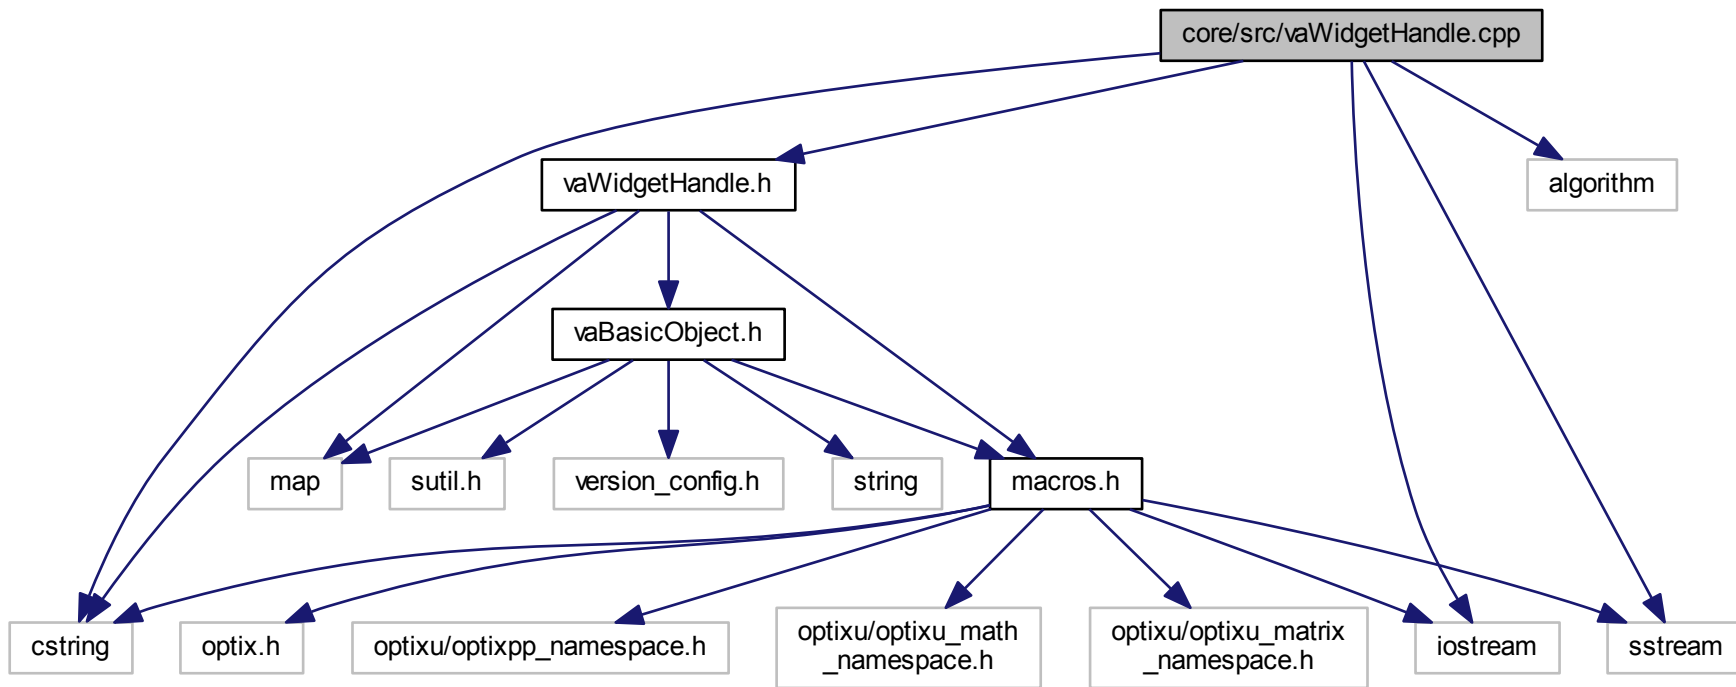 core/src/vaWidgetHandle.cpp
vaWidgetHandle.h
algorithm
vaBasicObject.h
map
sutil.h
version_config.h
string
macros.h
cstring
optix.h
optixu/optixpp_namespace.h
optixu/optixu_math
_namespace.h
optixu/optixu_matrix
_namespace.h
iostream
sstream